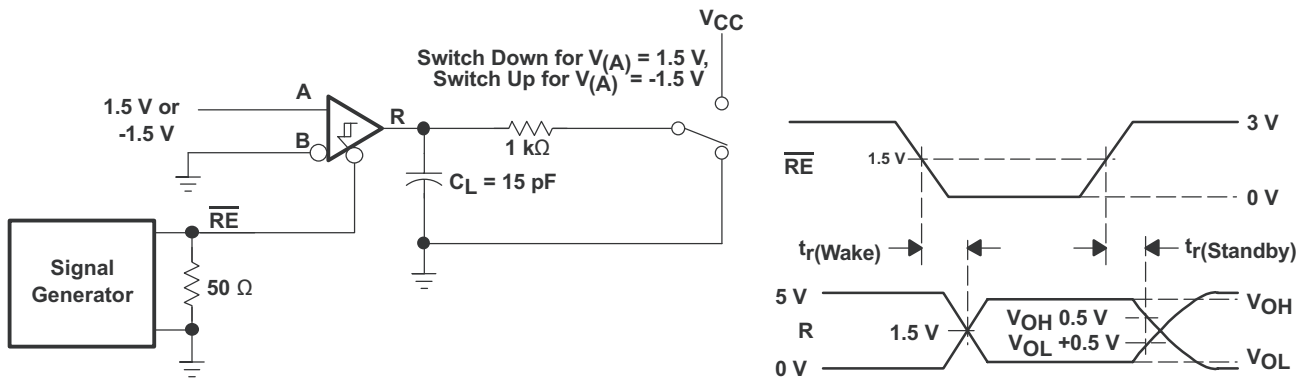 VCC
Switch Down for V(A) = 1.5 V,
Switch Up for V(A) = -1.5 V
A
1.5 V or
-1.5 V
R
B
1 kΩ
CL = 15 pF
RE
Signal
Generator
50 Ω
3 V
1.5 V
RE
0 V
tr(Wake)
tr(Standby)
5 V
VOH
VOH 0.5 V
R
1.5 V
VOL +0.5 V
0 V
VOL